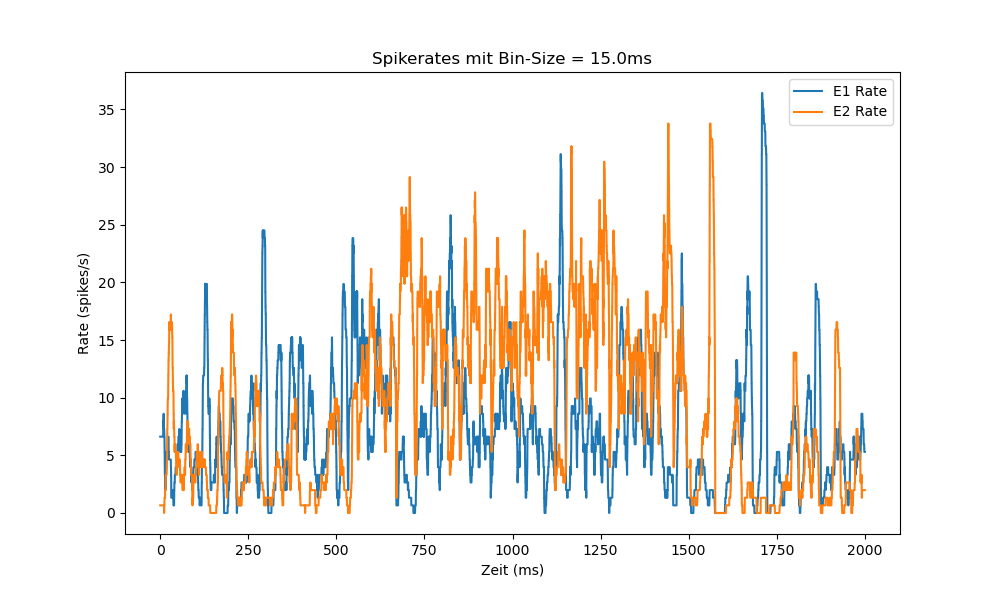 Spikerates mit Bin-Size = 15.0ms
E1 Rate
E2 Rate
35
30
25
20
15
10
5
0
Rate (spikes/s)
0 250 500 750 1000 1250 1500 1750 2000
Zeit (ms)